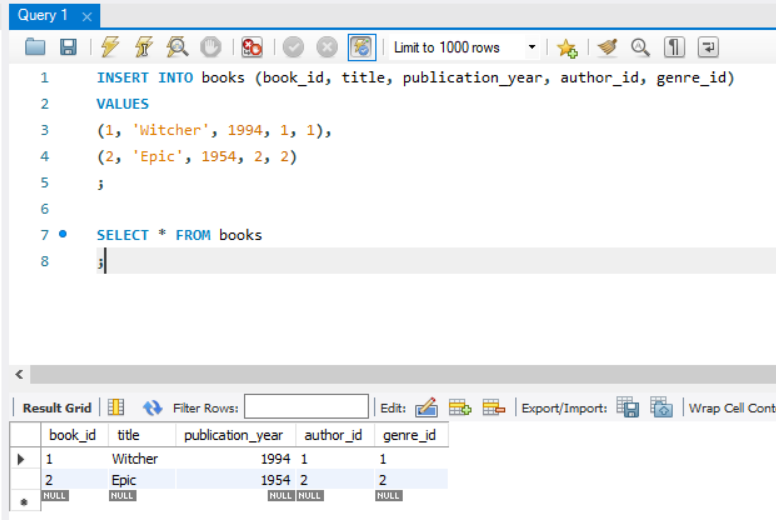 Query 1
Limit to 1000 rows
1 INSERT INTO books (book_id, title, publication_year, author_id, genre_id)
2 VALUES
3 (1, 'Witcher', 1994, 1, 1),
4 (2, 'Epic', 1954, 2, 2)
5 ;
6
7 SELECT * FROM books
8 ;
Result Grid Filter Rows: Edit: Export/Import: Wrap Cell Conte
book_id title publication_year author_id genre_id
1 Witcher 1994 1 1
2 Epic 1954 2 2
NULL NULL NULL NULL NULL